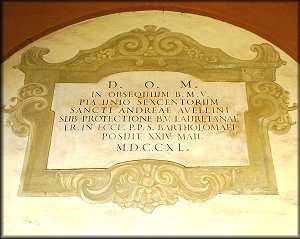 D. O. M.
IN OBSEQUIUM B.M.V.
PIA UNIO SEXCENTORUM
SANCTI ANDREAE AVELLINI
SUB PROTECTIONE B.V. LAURETANAE
ER. IN ECCL. P.P. S. BARTHOLOMAEI
POSUIT XXIV MAII.
M.D.C.C.XL.